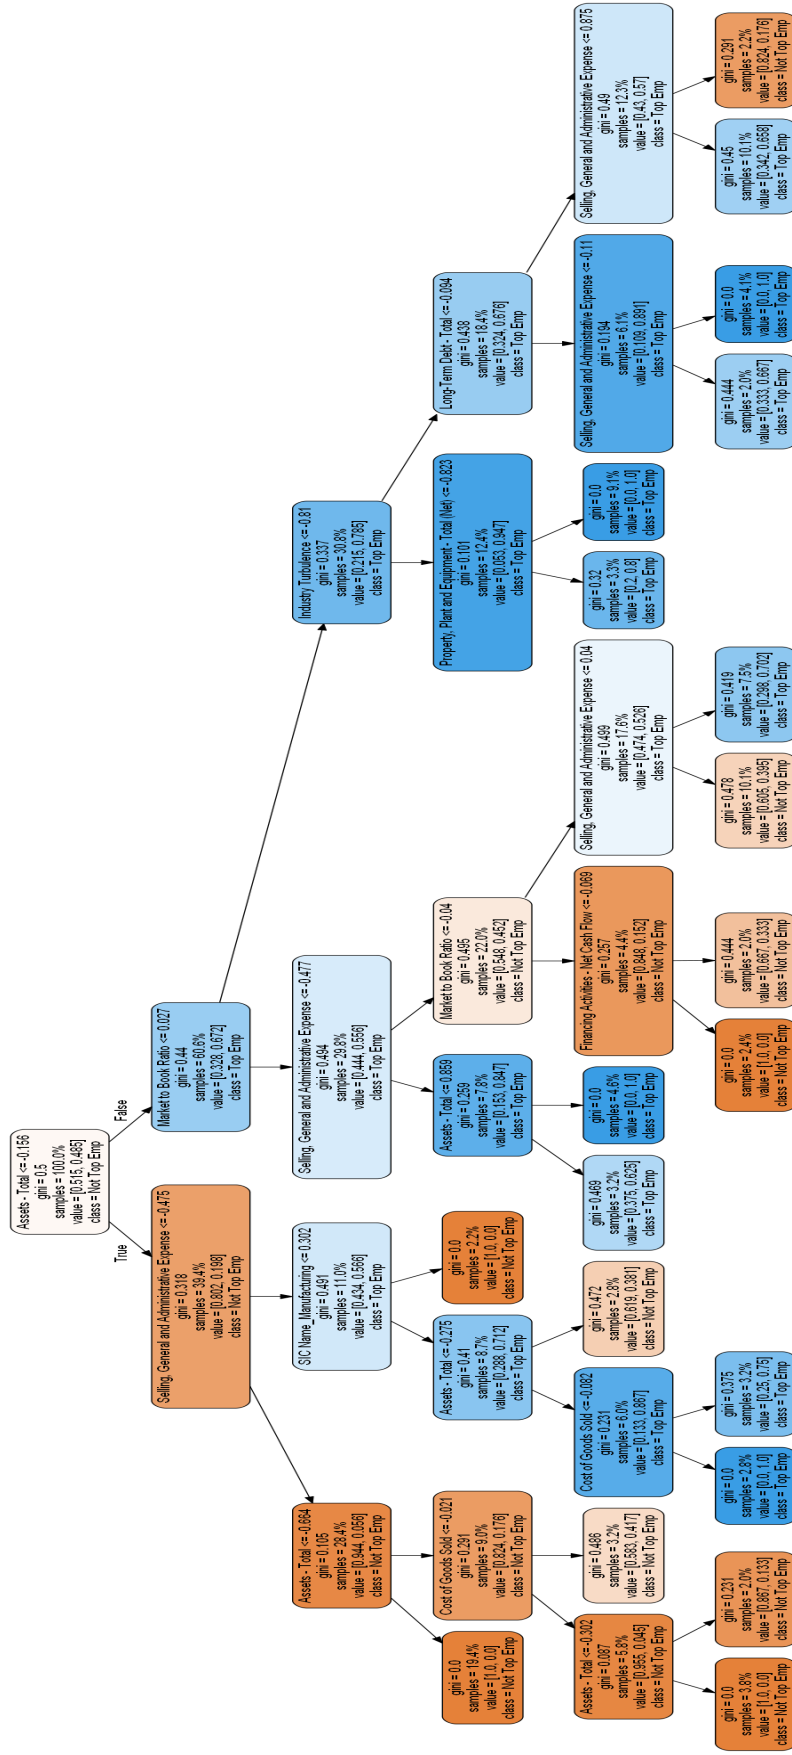 Assets - Total <=-0.156
gini = 0.5
samples = 100.0%
value = [0.515, 0.485]
class = Not Top Emp
True
False
Selling, General and Administrative Expense <=-0.475
gini = 0.318
samples = 39.4%
value = [0.802, 0.198]
class = Not Top Emp
Market to Book Ratio <= 0.027
gini = 0.44
samples = 60.6%
value = [0.328, 0.672]
class = Top Emp
Assets - Total <=-0.664
gini = 0.105
samples = 28.4%
value = [0.944, 0.056]
class = Not Top Emp
SIC Name_Manufacturing <= 0.302
gini = 0.491
samples = 11.0%
value = [0.434, 0.566]
class = Top Emp
Selling, General and Administrative Expense <=-0.477
gini = 0.494
samples = 29.8%
value = [0.444, 0.556]
class = Top Emp
Industry Turbulence <=-0.81
gini = 0.337
samples = 30.8%
value = [0.215, 0.785]
class = Top Emp
gini = 0.0
samples = 19.4%
value = [1.0, 0.0]
class = Not Top Emp
Cost of Goods Sold <=-0.021
gini = 0.291
samples = 9.0%
value = [0.824, 0.176]
class = Not Top Emp
Assets - Total <=-0.275
gini = 0.41
samples = 8.7%
value = [0.288, 0.712]
class = Top Emp
gini = 0.0
samples = 2.2%
value = [1.0, 0.0]
class = Not Top Emp
Assets - Total <= 0.859
gini = 0.259
samples = 7.8%
value = [0.153, 0.847]
class = Top Emp
Market to Book Ratio <=-0.04
gini = 0.495
samples = 22.0%
value = [0.548, 0.452]
class = Not Top Emp
Property, Plant and Equipment - Total (Net) <=-0.823
gini = 0.101
samples = 12.4%
value = [0.053, 0.947]
class = Top Emp
Long-Term Debt - Total <=-0.094
gini = 0.438
samples = 18.4%
value = [0.324, 0.676]
class = Top Emp
Assets - Total <=-0.302
gini = 0.087
samples = 5.8%
value = [0.955, 0.045]
class = Not Top Emp
gini = 0.486
samples = 3.2%
value = [0.583, 0.417]
class = Not Top Emp
Cost of Goods Sold <=-0.082
gini = 0.231
samples = 6.0%
value = [0.133, 0.867]
class = Top Emp
gini = 0.472
samples = 2.8%
value = [0.619, 0.381]
class = Not Top Emp
gini = 0.469
samples = 3.2%
value = [0.375, 0.625]
class = Top Emp
gini = 0.0
samples = 4.6%
value = [0.0, 1.0]
class = Top Emp
Financing Activities - Net Cash Flow <=-0.069
gini = 0.257
samples = 4.4%
value = [0.848, 0.152]
class = Not Top Emp
Selling, General and Administrative Expense <= 0.04
gini = 0.499
samples = 17.6%
value = [0.474, 0.526]
class = Top Emp
gini = 0.32
samples = 3.3%
value = [0.2, 0.8]
class = Top Emp
gini = 0.0
samples = 9.1%
value = [0.0, 1.0]
class = Top Emp
Selling, General and Administrative Expense <=-0.11
gini = 0.194
samples = 6.1%
value = [0.109, 0.891]
class = Top Emp
Selling, General and Administrative Expense <= 0.875
gini = 0.49
samples = 12.3%
value = [0.43, 0.57]
class = Top Emp
gini = 0.0
samples = 3.8%
value = [1.0, 0.0]
class = Not Top Emp
gini = 0.231
samples = 2.0%
value = [0.867, 0.133]
class = Not Top Emp
gini = 0.0
samples = 2.8%
value = [0.0, 1.0]
class = Top Emp
gini = 0.375
samples = 3.2%
value = [0.25, 0.75]
class = Top Emp
gini = 0.0
samples = 2.4%
value = [1.0, 0.0]
class = Not Top Emp
gini = 0.444
samples = 2.0%
value = [0.667, 0.333]
class = Not Top Emp
gini = 0.478
samples = 10.1%
value = [0.605, 0.395]
class = Not Top Emp
gini = 0.419
samples = 7.5%
value = [0.298, 0.702]
class = Top Emp
gini = 0.444
samples = 2.0%
value = [0.333, 0.667]
class = Top Emp
gini = 0.0
samples = 4.1%
value = [0.0, 1.0]
class = Top Emp
gini = 0.45
samples = 10.1%
value = [0.342, 0.658]
class = Top Emp
gini = 0.291
samples = 2.2%
value = [0.824, 0.176]
class = Not Top Emp